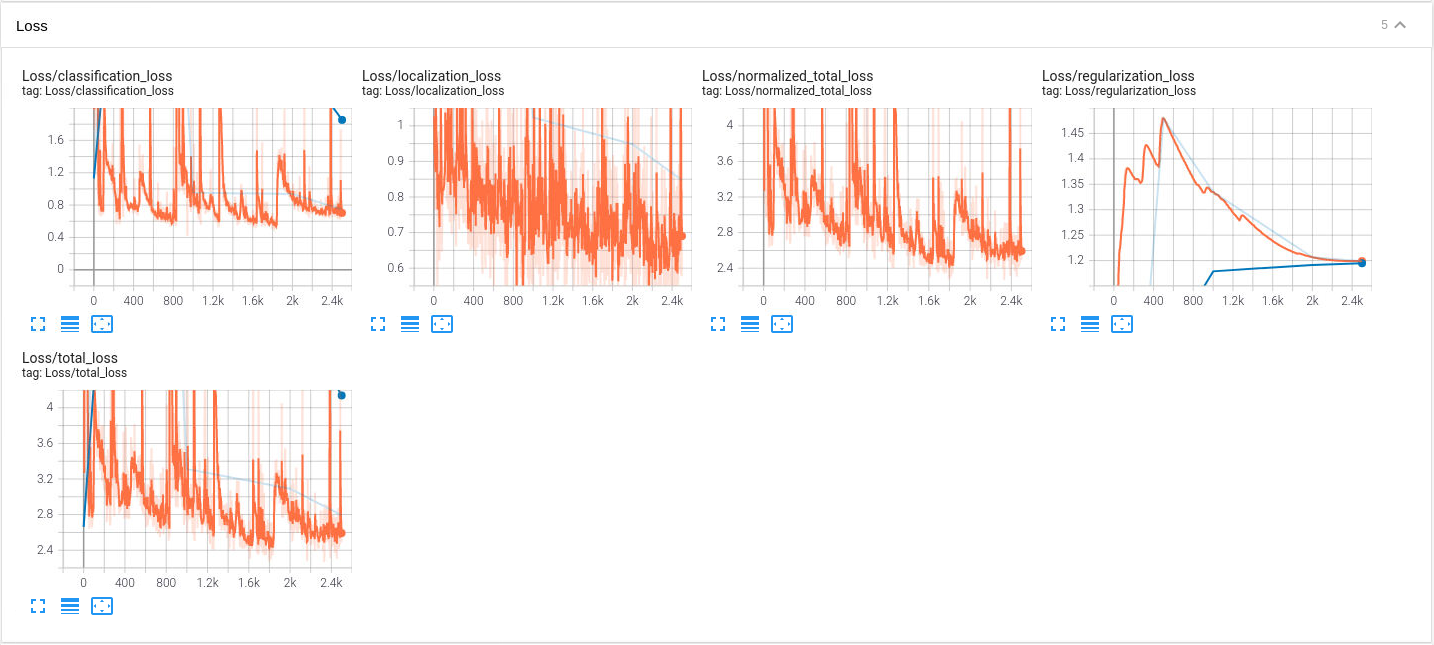 Loss
5
Loss/classification_loss
tag: Loss/classification_loss
1.6
1.2
0.8
0.4
0
0 400 800 1.2k 1.6k 2k 2.4k
Loss/localization_loss
tag: Loss/localization_loss
1
0.9
0.8
0.7
0.6
0 400 800 1.2k 1.6k 2k 2.4k
Loss/normalized_total_loss
tag: Loss/normalized_total_loss
4
3.6
3.2
2.8
2.4
0 400 800 1.2k 1.6k 2k 2.4k
Loss/regularization_loss
tag: Loss/regularization_loss
1.45
1.4
1.35
1.3
1.25
1.2
0 400 800 1.2k 1.6k 2k 2.4k
Loss/total_loss
tag: Loss/total_loss
4
3.6
3.2
2.8
2.4
0 400 800 1.2k 1.6k 2k 2.4k